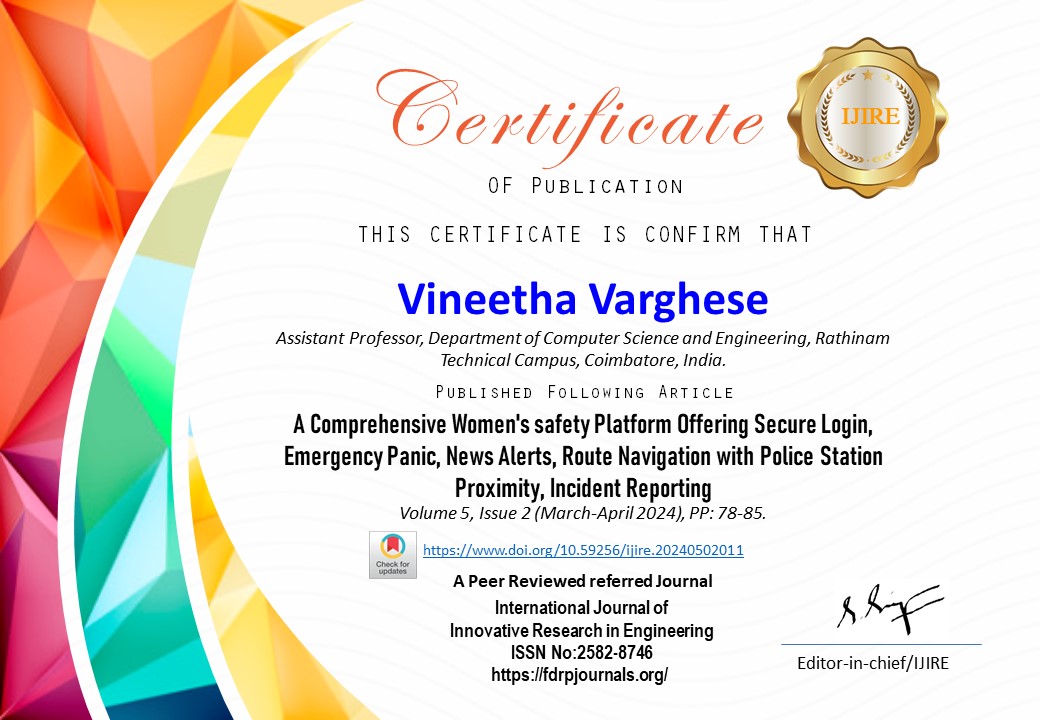 Certificate
IJIRE
OF PUBLICATION
THIS CERTIFICATE IS CONFIRM THAT
Vineetha Varghese
Assistant Professor, Department of Computer Science and Engineering, Rathinam
Technical Campus, Coimbatore, India.
PUBLISHED FOLLOWING ARTICLE
A Comprehensive Women's safety Platform Offering Secure Login,
Emergency Panic, News Alerts, Route Navigation with Police Station
Proximity, Incident Reporting
Volume 5, Issue 2 (March-April 2024), PP: 78-85.
Check for
updates
https://www.doi.org/10.59256/ijire.20240502011
A Peer Reviewed referred Journal
International Journal of
Innovative Research in Engineering
ISSN No:2582-8746
https://fdrpjournals.org/
Editor-in-chief/IJIRE